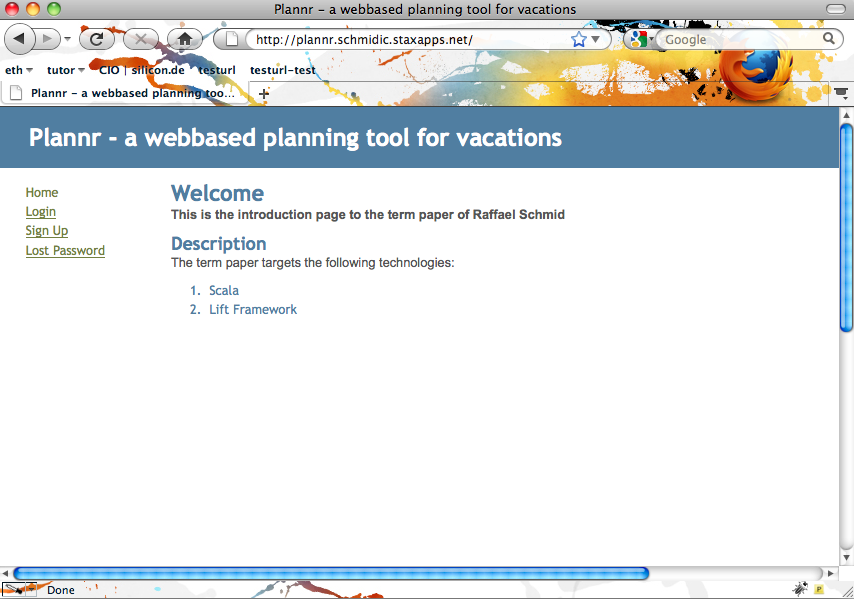 Plannr – a webbased planning tool for vacations
http://plannr.schmidic.staxapps.net/
Google
eth
tutor
CIO | silicon.de
testurl
testurl-test
Plannr – a webbased planning too...
Plannr - a webbased planning tool for vacations
Home
Login
Sign Up
Lost Password
Welcome
This is the introduction page to the term paper of Raffael Schmid
Description
The term paper targets the following technologies:
1. Scala
2. Lift Framework
Done
P